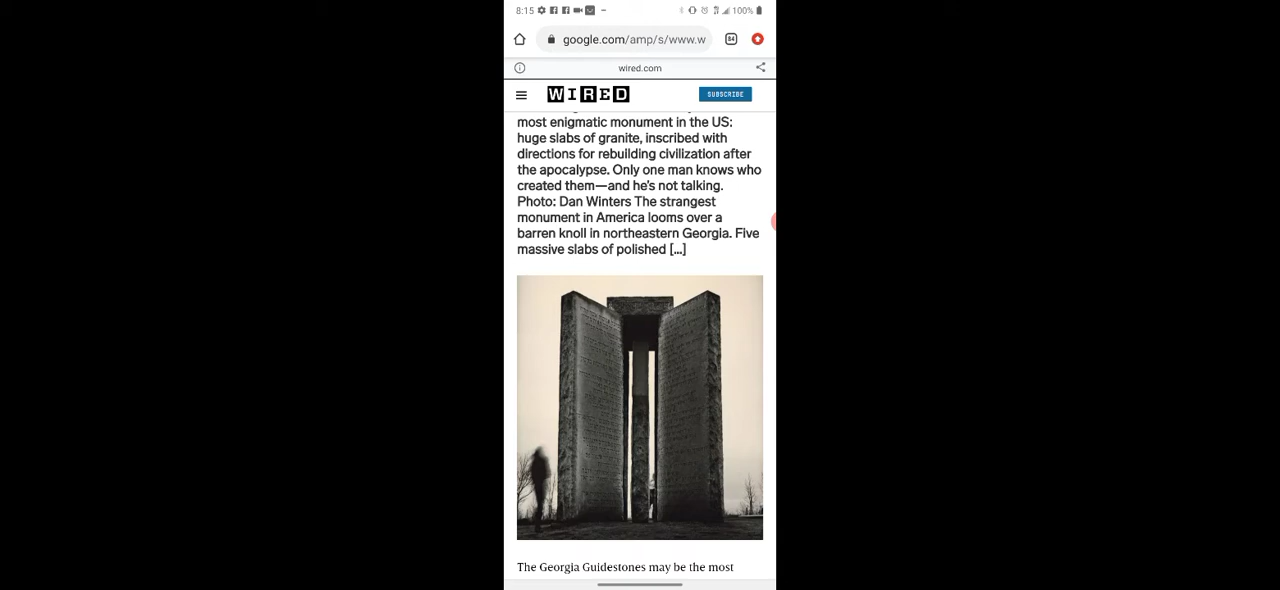 8:15
100%
google.com/amp/s/www.w
84
wired.com
WIRED
SUBSCRIBE
most enigmatic monument in the US:
huge slabs of granite, inscribed with
directions for rebuilding civilization after
the apocalypse. Only one man knows who
created them—and he's not talking.
Photo: Dan Winters The strangest
monument in America looms over a
barren knoll in northeastern Georgia. Five
massive slabs of polished [...]
The Georgia Guidestones may be the most